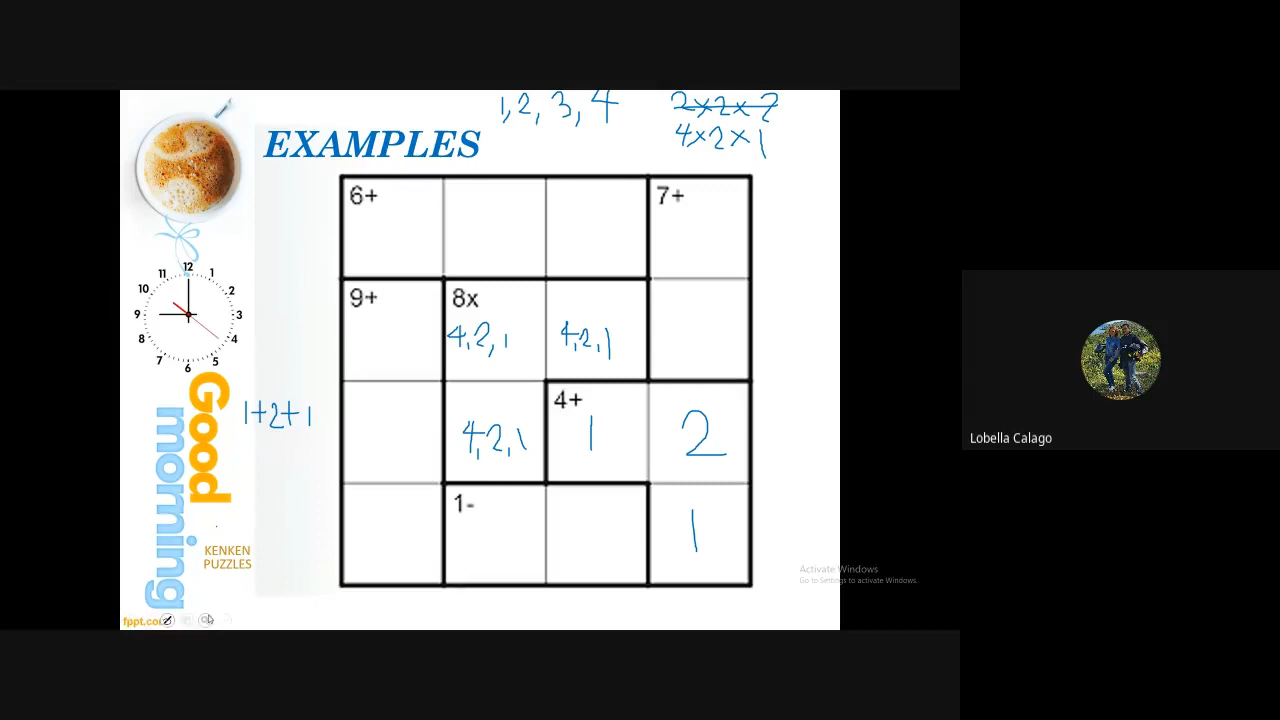 1, 2, 3, 4
2×2×2
4×2×1
EXAMPLES
6+
7+
12
11
1
10
2
9
3
8
4
7
5
6
9+
8x
4,2,1
4,2,1
Good
morning
1+2+1
4,2,1
4+
1
2
1-
1
KENKEN
PUZZLES
Lobella Calago
Activate Windows
Go to Settings to activate Windows.